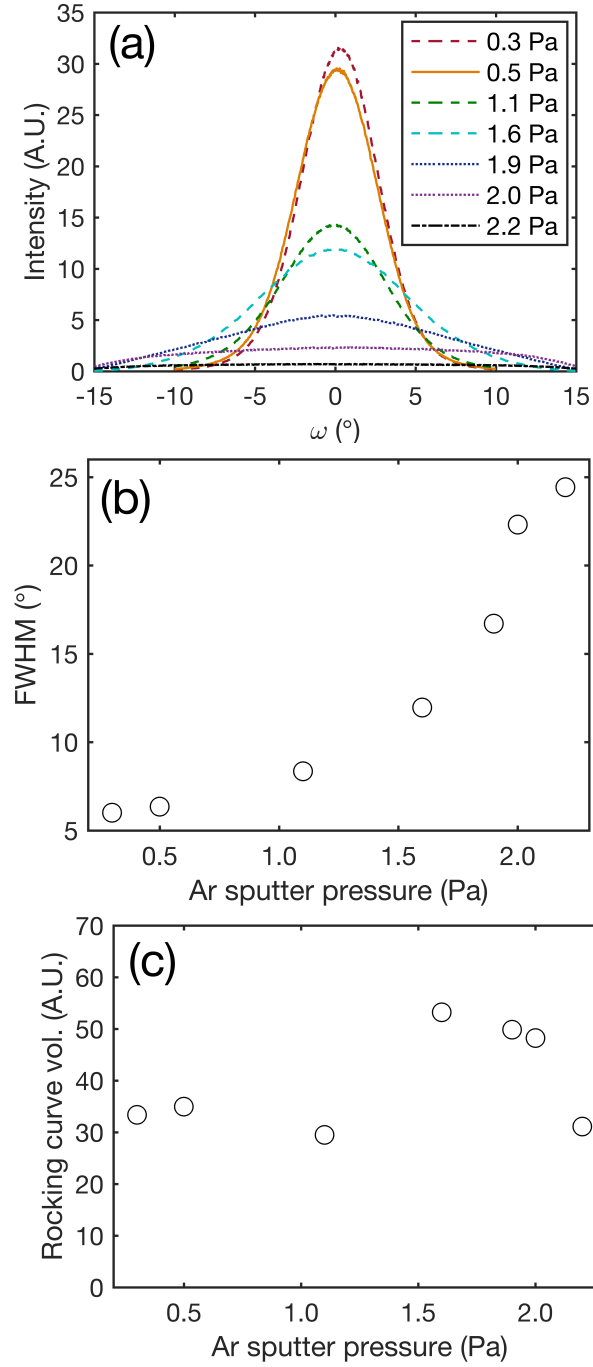 (a)
35
30
25
20
15
10
5
0
Intensity (A.U.)
0.3 Pa
0.5 Pa
1.1 Pa
1.6 Pa
1.9 Pa
2.0 Pa
2.2 Pa
-15 -10 -5 0 5 10 15
ω (°)
(b)
25
20
15
10
5
FWHM (°)
0.5 1.0 1.5 2.0
Ar sputter pressure (Pa)
(c)
70
60
50
40
30
20
10
0
Rocking curve vol. (A.U.)
0.5 1.0 1.5 2.0
Ar sputter pressure (Pa)